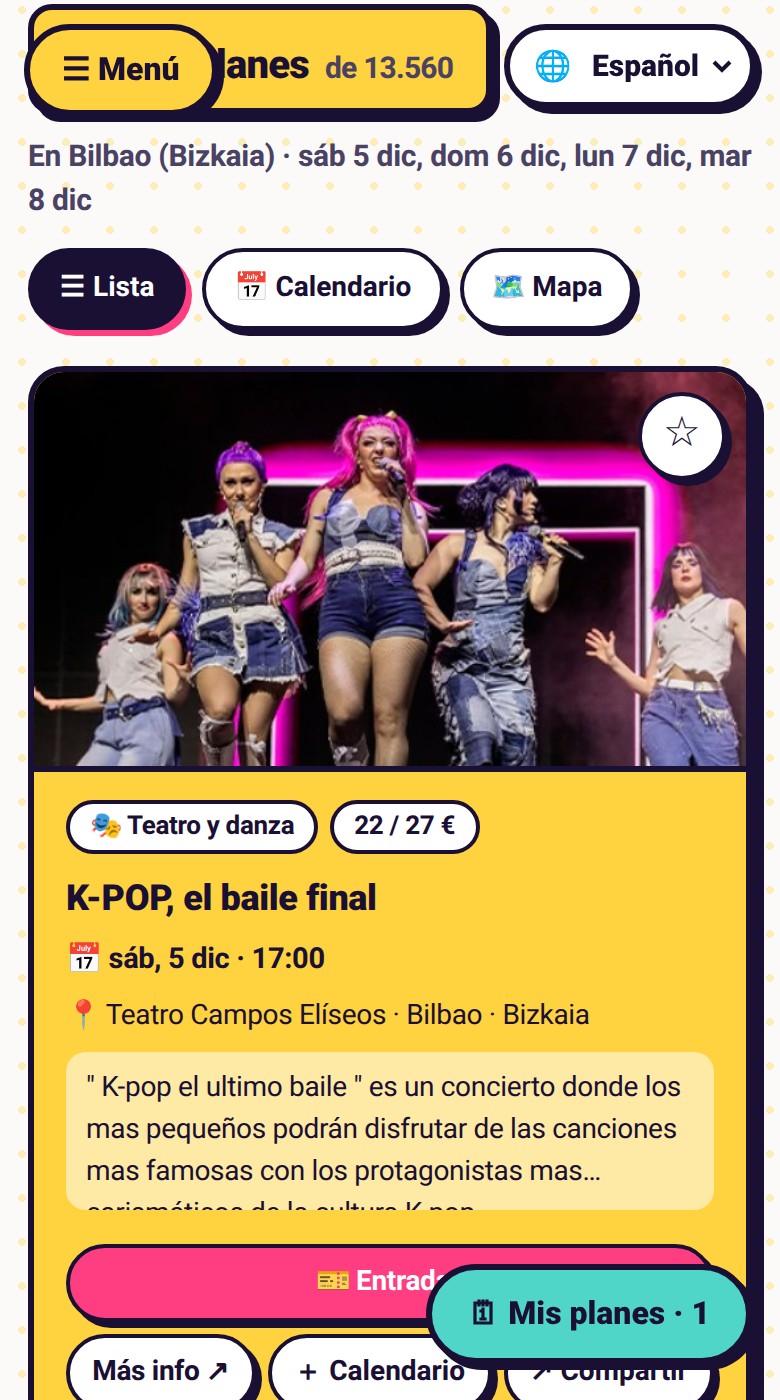 ☰ Menú
de 13.560
🌐 Español
En Bilbao (Bizkaia) · sáb 5 dic, dom 6 dic, lun 7 dic, mar
8 dic
☰ Lista
📅 Calendario
🗺️ Mapa
🎭 Teatro y danza
22 / 27 €
K-POP, el baile final
📅 sáb, 5 dic · 17:00
📍 Teatro Campos Elíseos · Bilbao · Bizkaia
" K-pop el ultimo baile " es un concierto donde los
mas pequeños podrán disfrutar de las canciones
mas famosas con los protagonistas mas…
🎫 Entrada
🗓 Mis planes · 1
Más info ↗
+ Calendario
↗ Compartir